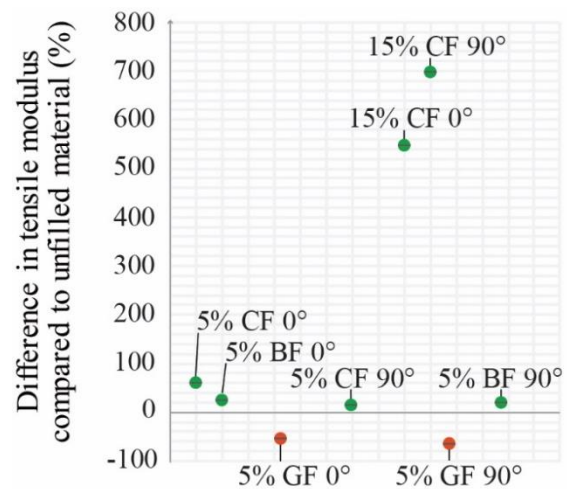 Difference in tensile modulus
compared to unfilled material (%)
800
700
600
500
400
300
200
100
0
-100
15% CF 90°
15% CF 0°
5% CF 0°
5% BF 0°
5% CF 90°
5% BF 90°
5% GF 0°
5% GF 90°